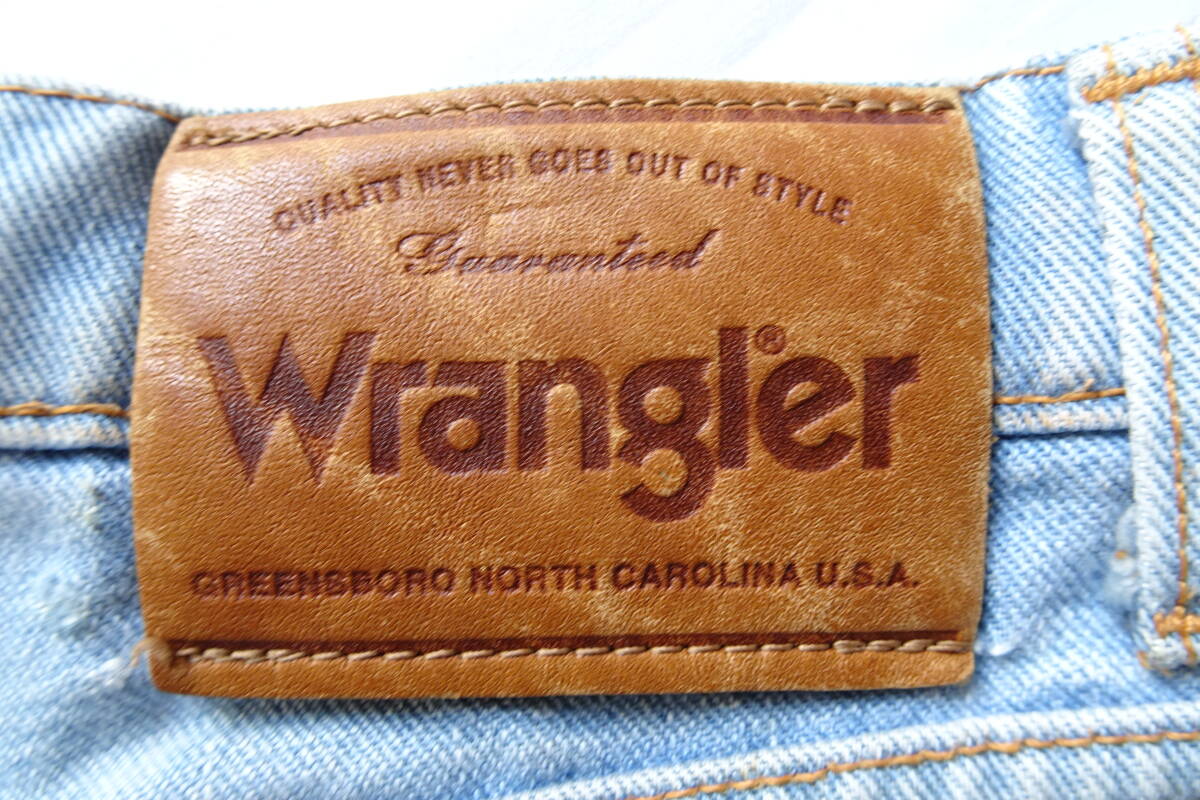 QUALITY NEVER GOES OUT OF STYLE
Guaranteed
Wrangler®
GREENSBORO NORTH CAROLINA U.S.A.